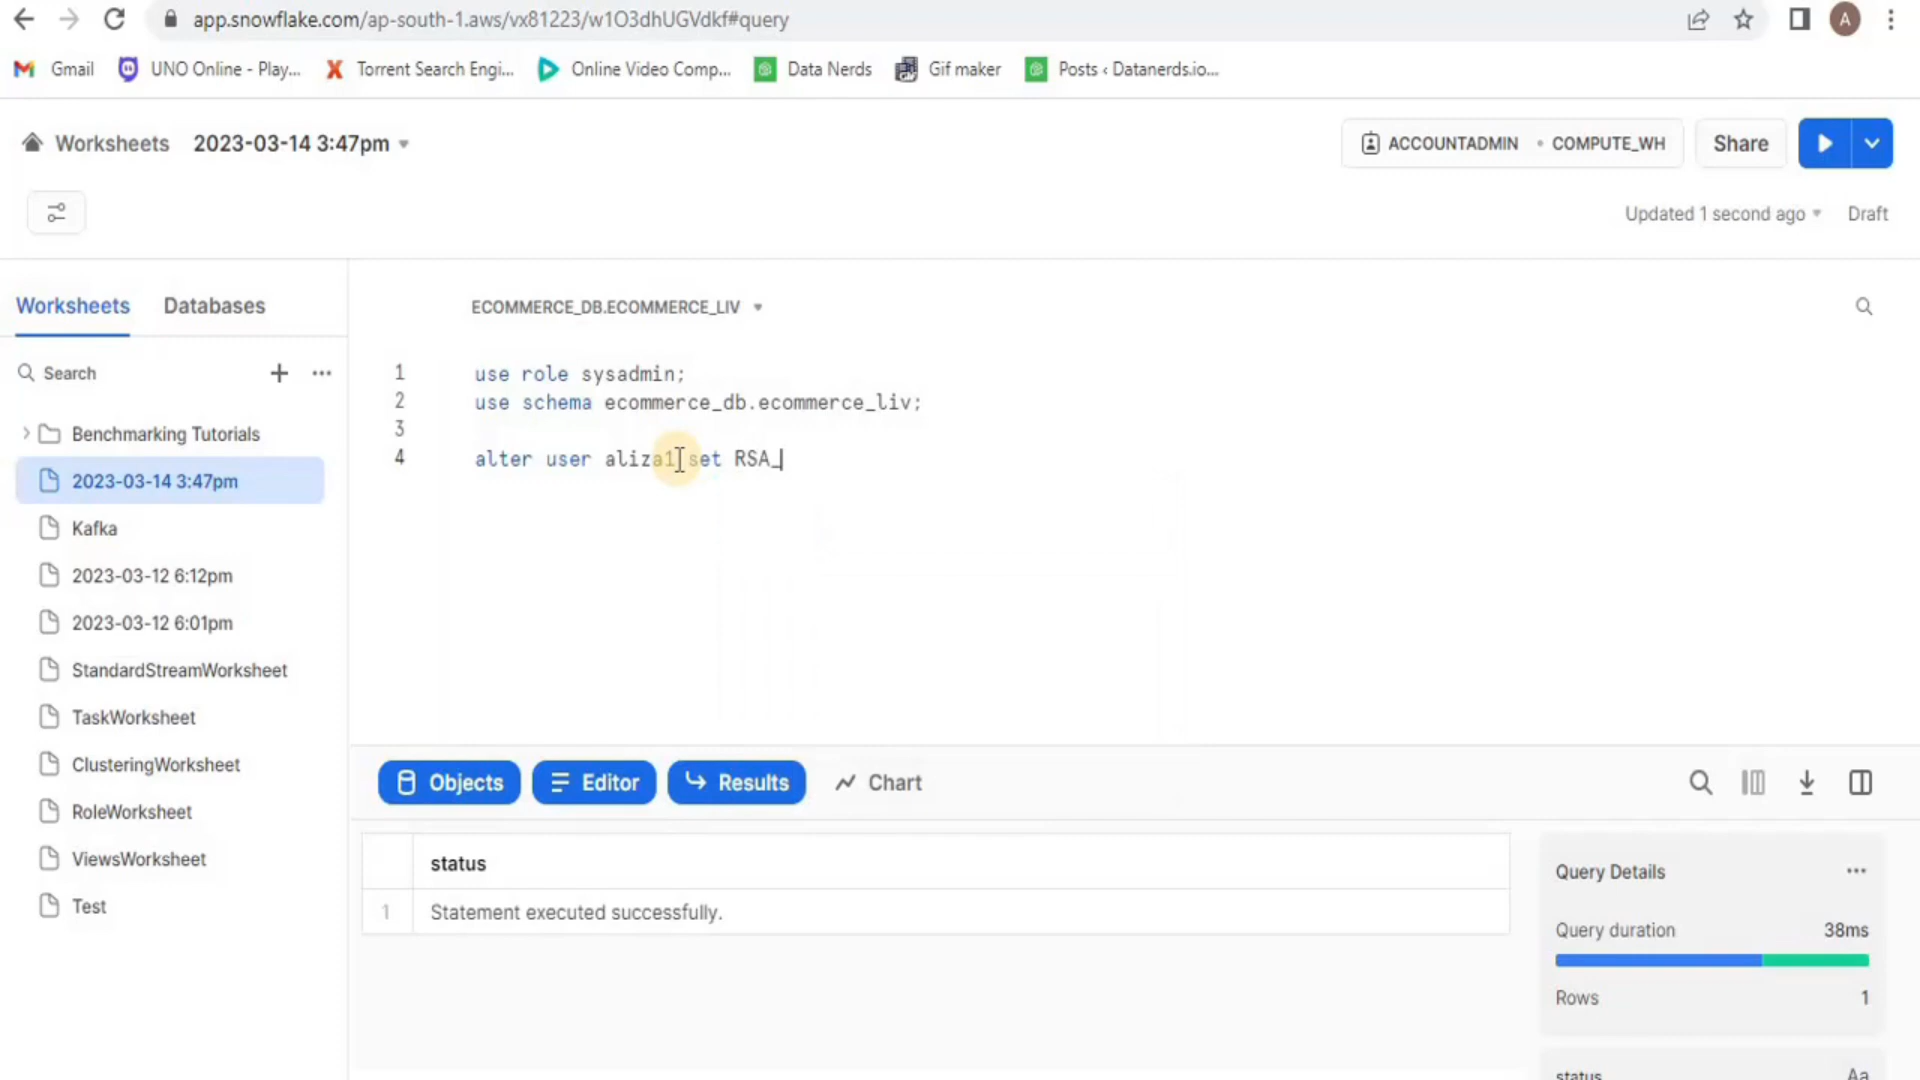 app.snowflake.com/ap-south-1.aws/vx81223/w1O3dhUGVdkf#query
A
Gmail
UNO Online - Play...
Torrent Search Engi...
Online Video Comp...
Data Nerds
Gif maker
Posts ‹ Datanerds.io...
Worksheets 2023-03-14 3:47pm
ACCOUNTADMIN • COMPUTE_WH
Share
Updated 1 second ago
Draft
Worksheets Databases
ECOMMERCE_DB.ECOMMERCE_LIV
Search
Benchmarking Tutorials
2023-03-14 3:47pm
Kafka
2023-03-12 6:12pm
2023-03-12 6:01pm
StandardStreamWorksheet
TaskWorksheet
ClusteringWorksheet
RoleWorksheet
ViewsWorksheet
Test
1 use role sysadmin;
2 use schema ecommerce_db.ecommerce_liv;
3
4 alter user aliza1 set RSA_
Objects
Editor
Results
Chart
status
1 Statement executed successfully.
Query Details
Query duration 38ms
Rows 1
status Aa